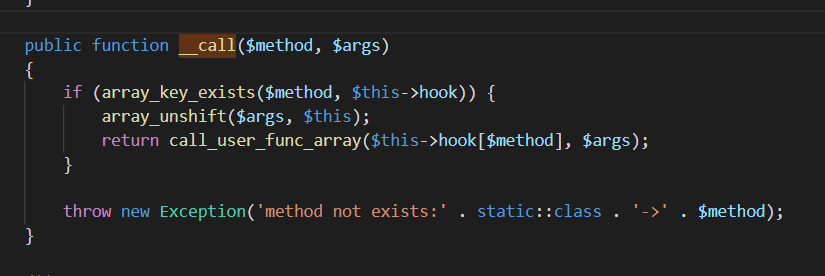 }
public function __call($method, $args)
{
if (array_key_exists($method, $this->hook)) {
array_unshift($args, $this);
return call_user_func_array($this->hook[$method], $args);
}
throw new Exception('method not exists:' . static::class . '->' . $method);
}